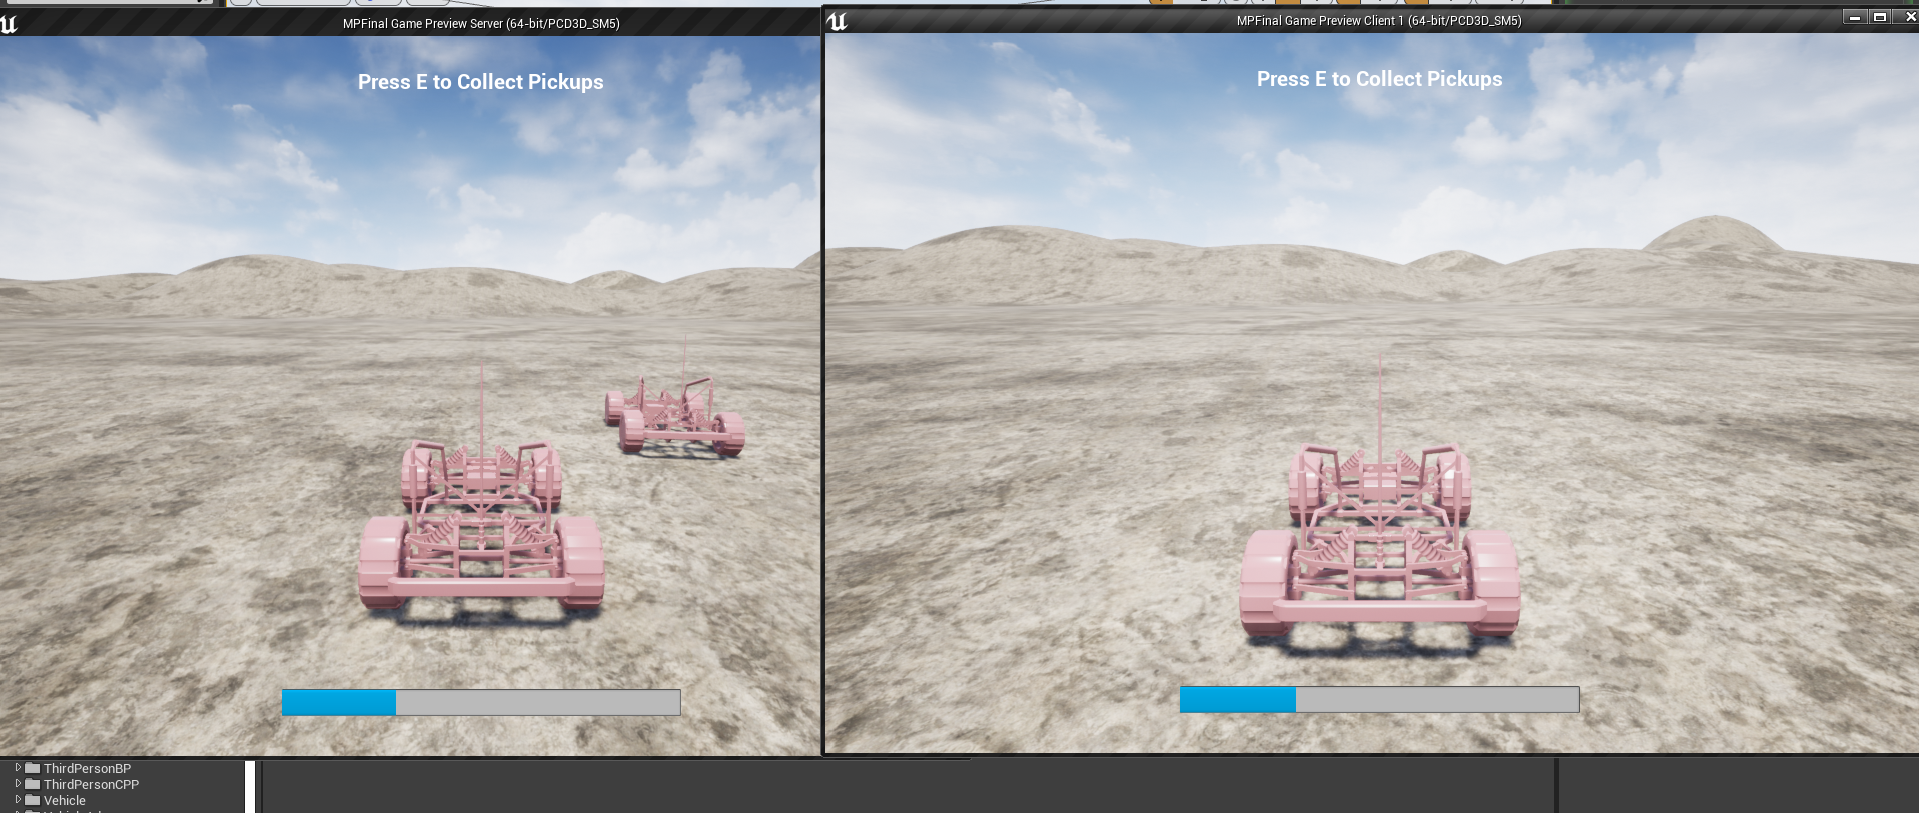 MPFinal Game Preview Server (64-bit/PCD3D_SM5)
Press E to Collect Pickups
MPFinal Game Preview Client 1 (64-bit/PCD3D_SM5)
Press E to Collect Pickups
ThirdPersonBP
ThirdPersonCPP
Vehicle